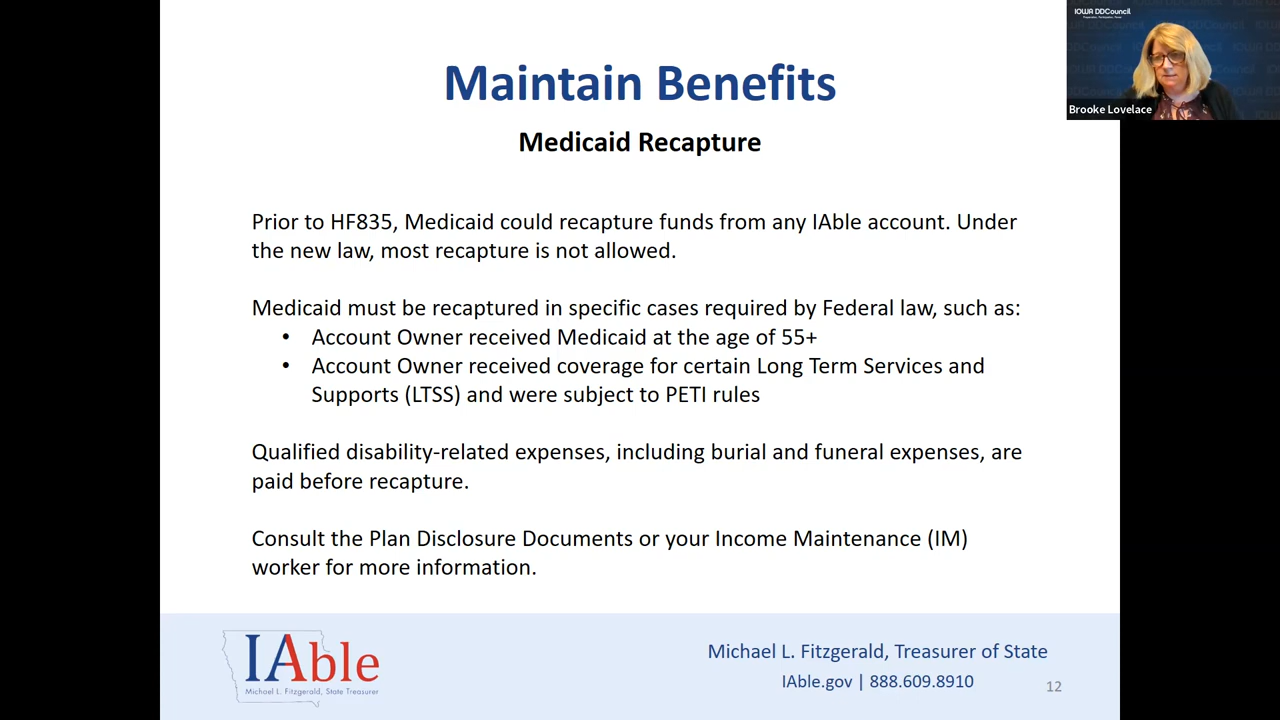 Maintain Benefits
Medicaid Recapture
Prior to HF835, Medicaid could recapture funds from any IAble account. Under
the new law, most recapture is not allowed.
Medicaid must be recaptured in specific cases required by Federal law, such as:
• Account Owner received Medicaid at the age of 55+
• Account Owner received coverage for certain Long Term Services and
Supports (LTSS) and were subject to PETI rules
Qualified disability-related expenses, including burial and funeral expenses, are
paid before recapture.
Consult the Plan Disclosure Documents or your Income Maintenance (IM)
worker for more information.
IAble
Michael L. Fitzgerald, State Treasurer
Michael L. Fitzgerald, Treasurer of State
IAble.gov | 888.609.8910
12
IOWA DDCouncil
Brooke Lovelace